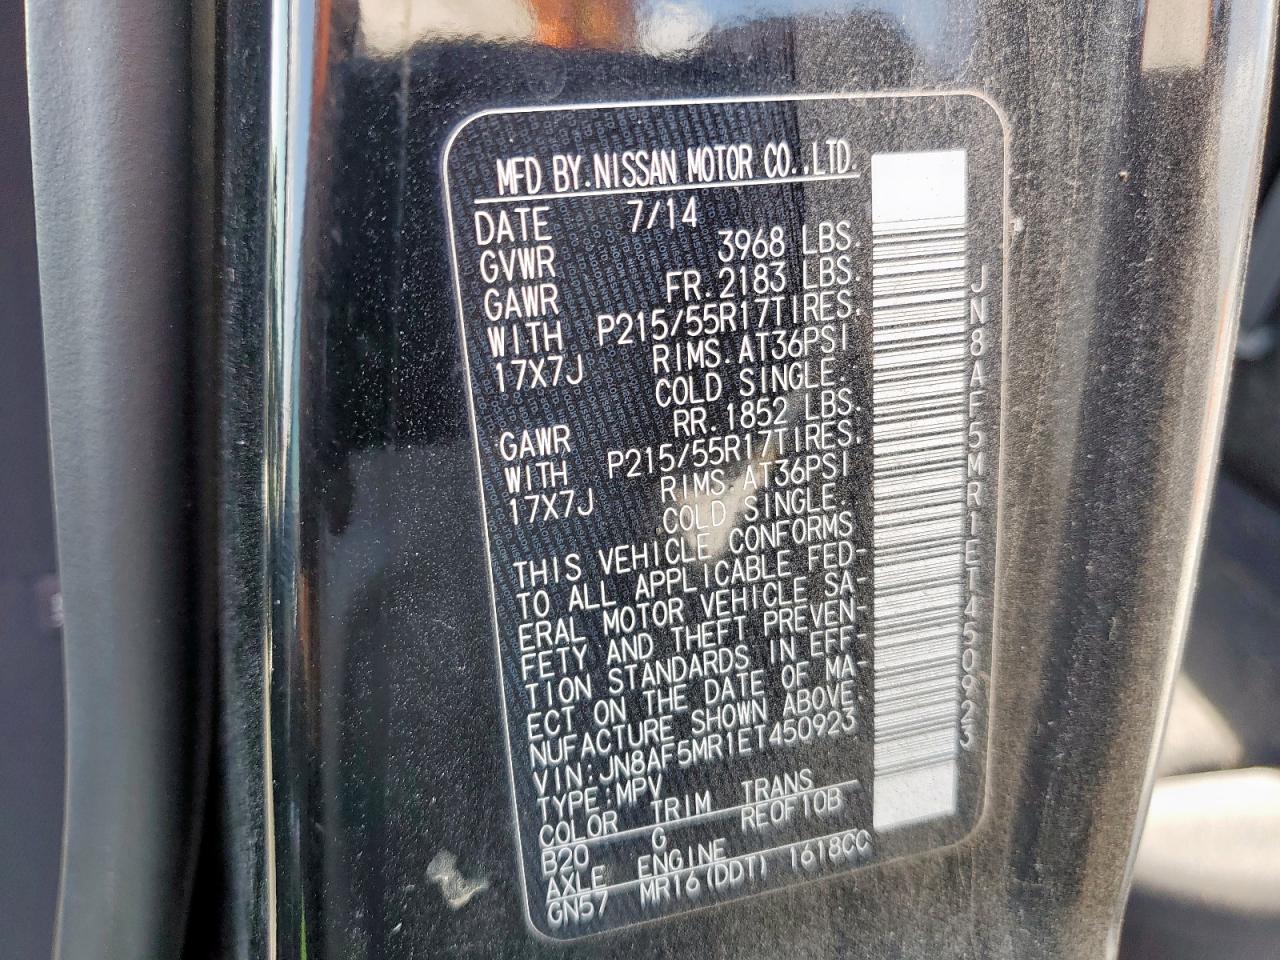 MFD BY.NISSAN MOTOR CO.,LTD.
DATE 7/14
GVWR 3968 LBS.
GAWR FR.2183 LBS.
WITH P215/55R17TIRES.
17X7J RIMS.AT36PSI
COLD SINGLE.
GAWR RR.1852 LBS.
WITH P215/55R17TIRES.
17X7J RIMS.AT36PSI
COLD SINGLE.
THIS VEHICLE CONFORMS
TO ALL APPLICABLE FED-
ERAL MOTOR VEHICLE SA-
FETY AND THEFT PREVEN-
TION STANDARDS IN EFF-
ECT ON THE DATE OF MA-
NUFACTURE SHOWN ABOVE.
VIN:JN8AF5MR1ET450923
TYPE:MPV
COLOR TRIM TRANS
B20 G RE0F10B
AXLE ENGINE
GN57 MR16(DDT) 1618CC
JN8AF5MR1ET450923